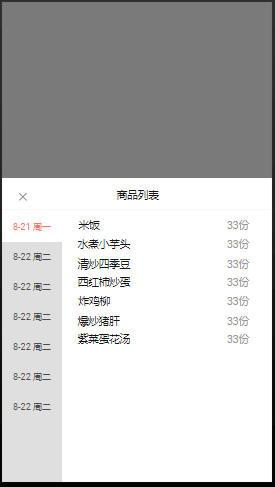 × 商品列表
8-21 周一
8-22 周二
8-22 周二
8-22 周二
8-22 周二
8-22 周二
8-22 周二
米饭 33份
水煮小芋头 33份
清炒四季豆 33份
西红柿炒蛋 33份
炸鸡柳 33份
爆炒猪肝 33份
紫菜蛋花汤 33份